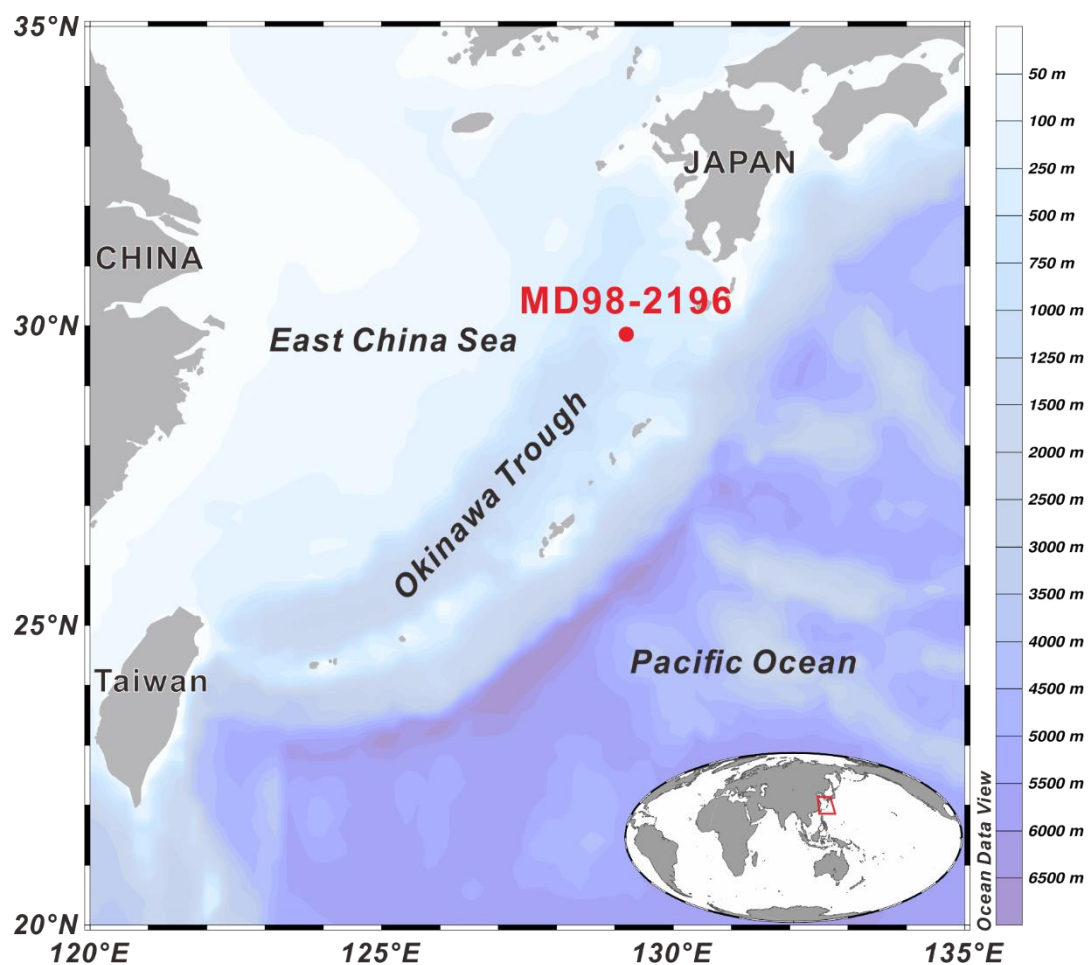 35°N
30°N
25°N
20°N
120°E
125°E
130°E
135°E
CHINA
JAPAN
MD98-2196
East China Sea
Okinawa Trough
Taiwan
Pacific Ocean
Ocean Data View
50 m
100 m
250 m
500 m
750 m
1000 m
1250 m
1500 m
2000 m
2500 m
3000 m
3500 m
4000 m
4500 m
5000 m
5500 m
6000 m
6500 m